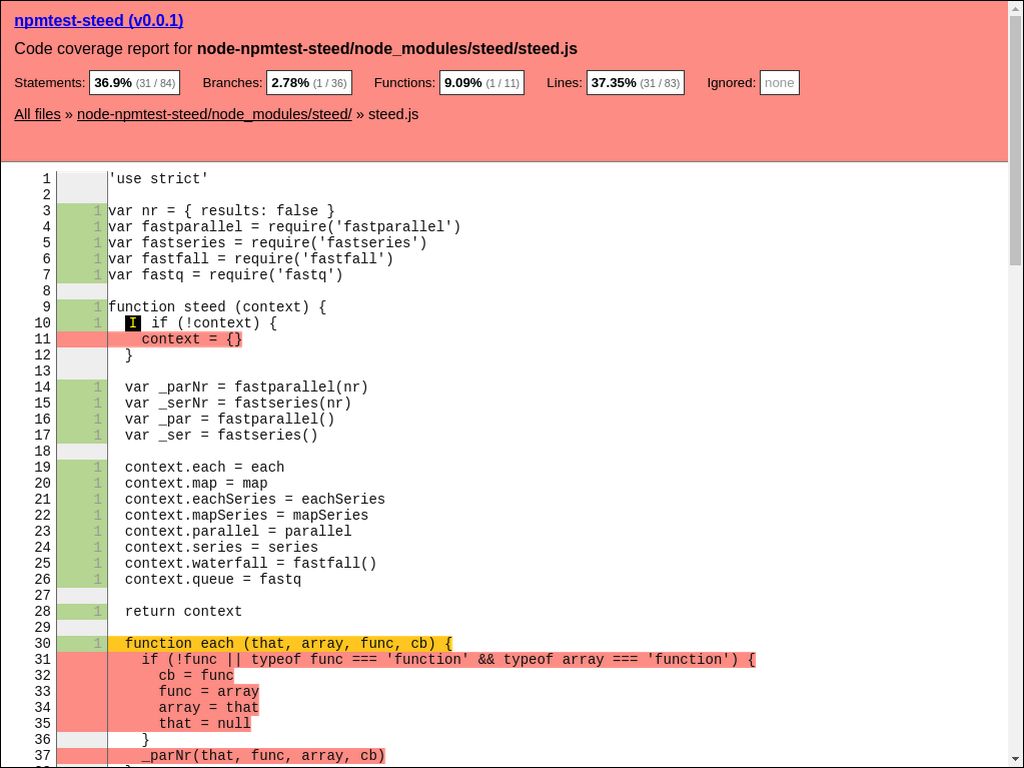 npmtest-steed (v0.0.1)
Code coverage report for node-npmtest-steed/node_modules/steed/steed.js
Statements: 36.9% (31 / 84) Branches: 2.78% (1 / 36) Functions: 9.09% (1 / 11) Lines: 37.35% (31 / 83) Ignored: none
All files » node-npmtest-steed/node_modules/steed/ » steed.js
1 'use strict'
2
3 1 var nr = { results: false }
4 1 var fastparallel = require('fastparallel')
5 1 var fastseries = require('fastseries')
6 1 var fastfall = require('fastfall')
7 1 var fastq = require('fastq')
8
9 1 function steed (context) {
10 1 I if (!context) {
11 context = {}
12 }
13
14 1 var _parNr = fastparallel(nr)
15 1 var _serNr = fastseries(nr)
16 1 var _par = fastparallel()
17 1 var _ser = fastseries()
18
19 1 context.each = each
20 1 context.map = map
21 1 context.eachSeries = eachSeries
22 1 context.mapSeries = mapSeries
23 1 context.parallel = parallel
24 1 context.series = series
25 1 context.waterfall = fastfall()
26 1 context.queue = fastq
27
28 1 return context
29
30 1 function each (that, array, func, cb) {
31 if (!func || typeof func === 'function' && typeof array === 'function') {
32 cb = func
33 func = array
34 array = that
35 that = null
36 }
37 _parNr(that, func, array, cb)